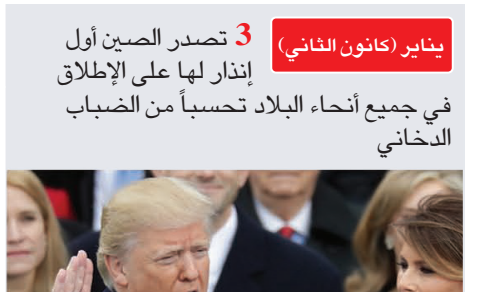 يناير (كانون الثاني)
3 تصدر الصين أول
إنذار لها على الإطلاق
في جميع أنحاء البلاد تحسباً من الضباب
الدخاني